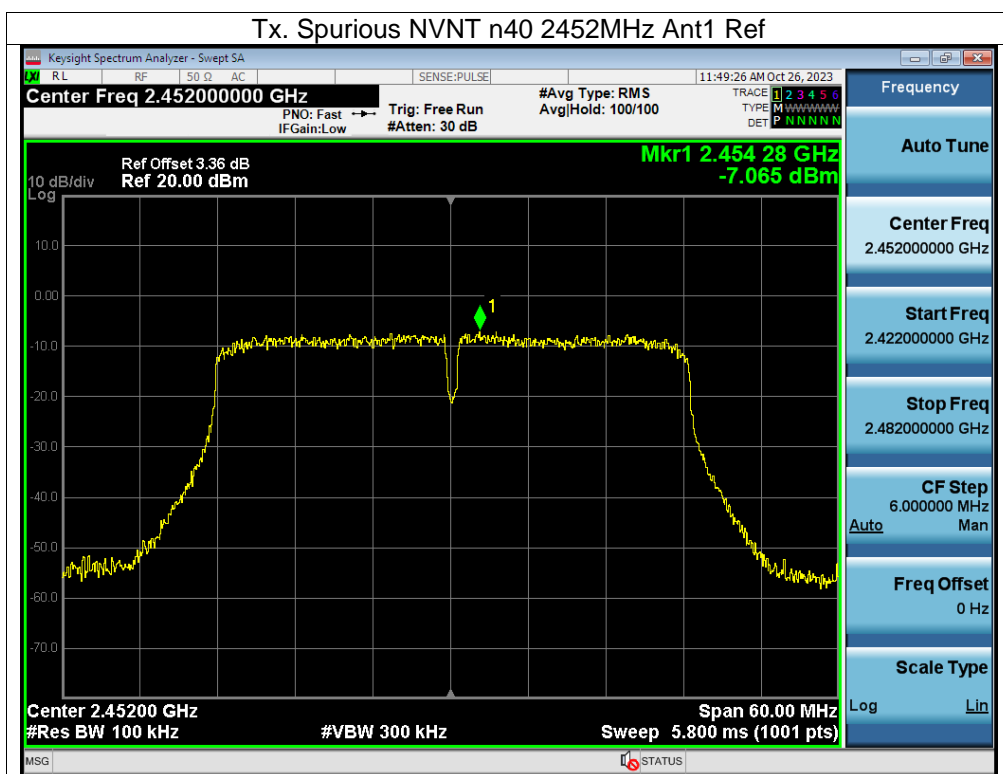 Tx. Spurious NVNT n40 2452MHz Ant1 Ref
Keysight Spectrum Analyzer - Swept SA
LXI RL RF 50 Ω AC SENSE:PULSE 11:49:26 AM Oct 26, 2023
Center Freq 2.452000000 GHz
PNO: Fast
IFGain:Low
Trig: Free Run
#Atten: 30 dB
#Avg Type: RMS
Avg|Hold: 100/100
TRACE 1 2 3 4 5 6
TYPE M WWWWW
DET P N N N N N
Ref Offset 3.36 dB
10 dB/div Ref 20.00 dBm
Log
Mkr1 2.454 28 GHz
-7.065 dBm
10.0
0.00
-10.0
-20.0
-30.0
-40.0
-50.0
-60.0
-70.0
1
Center 2.45200 GHz Span 60.00 MHz
#Res BW 100 kHz #VBW 300 kHz Sweep 5.800 ms (1001 pts)
MSG STATUS
Frequency
Auto Tune
Center Freq
2.452000000 GHz
Start Freq
2.422000000 GHz
Stop Freq
2.482000000 GHz
CF Step
6.000000 MHz
Auto Man
Freq Offset
0 Hz
Scale Type
Log Lin